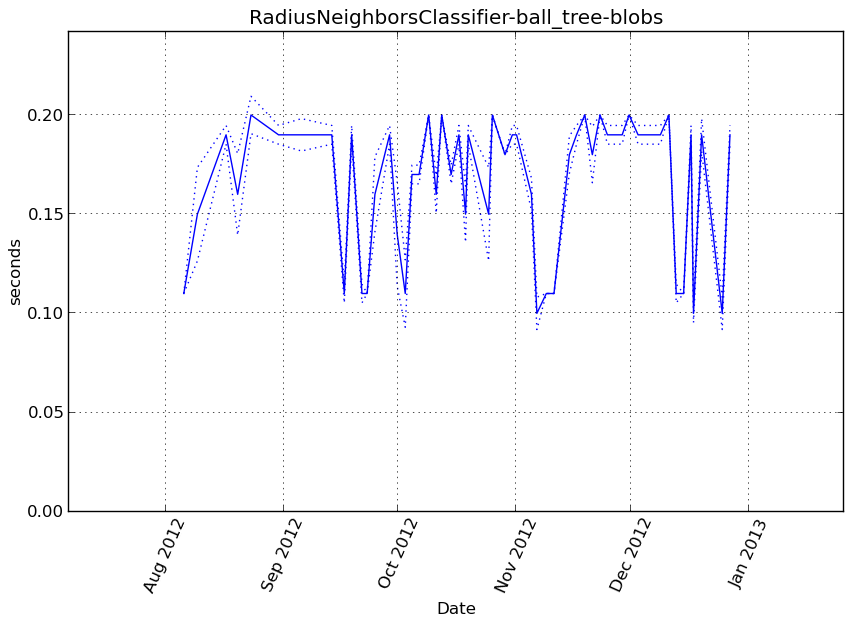 RadiusNeighborsClassifier-ball_tree-blobs
0.20
0.15
0.10
0.05
0.00
seconds
Aug 2012
Sep 2012
Oct 2012
Nov 2012
Dec 2012
Jan 2013
Date